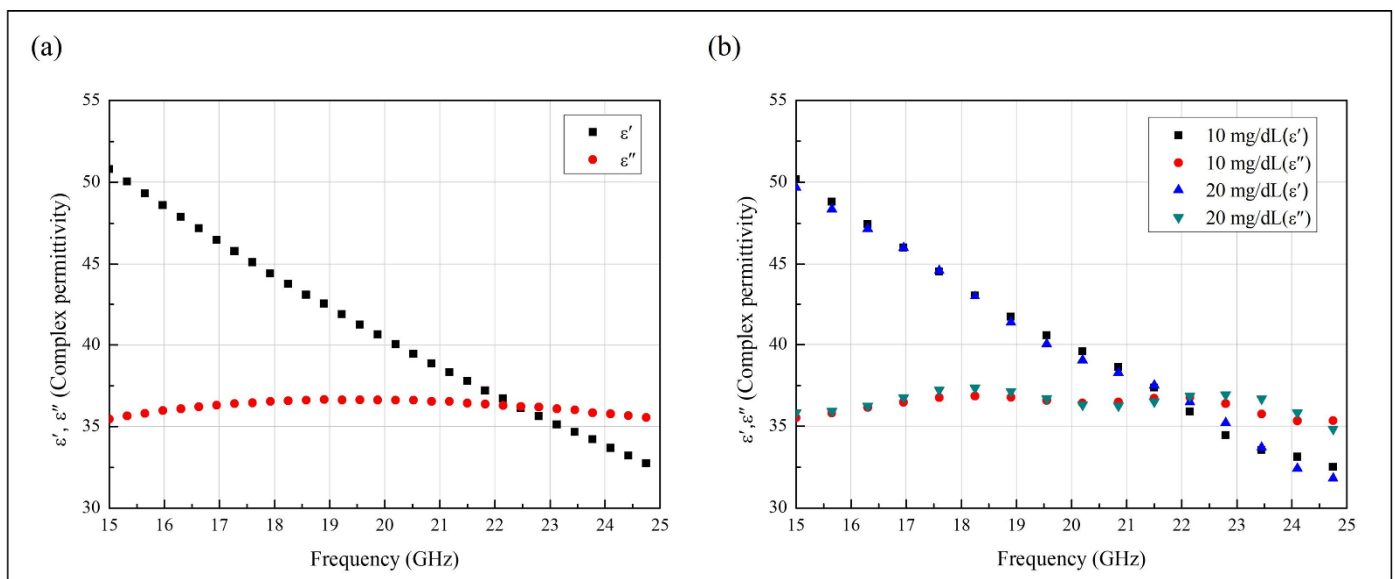 (a)
55
50
45
40
35
30
ε', ε'' (Complex permittivity)
ε'
ε''
15 16 17 18 19 20 21 22 23 24 25
Frequency (GHz)
(b)
55
50
45
40
35
30
ε',ε'' (Complex permittivity)
10 mg/dL(ε')
10 mg/dL(ε'')
20 mg/dL(ε')
20 mg/dL(ε'')
15 16 17 18 19 20 21 22 23 24 25
Frequency (GHz)